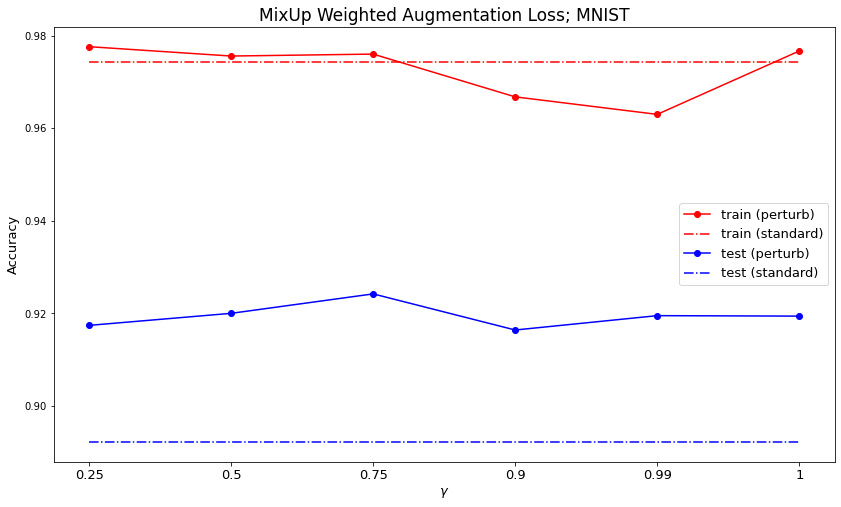 MixUp Weighted Augmentation Loss; MNIST
0.98
0.96
0.94
0.92
0.90
Accuracy
train (perturb)
train (standard)
test (perturb)
test (standard)
0.25 0.5 0.75 0.9 0.99 1
γ